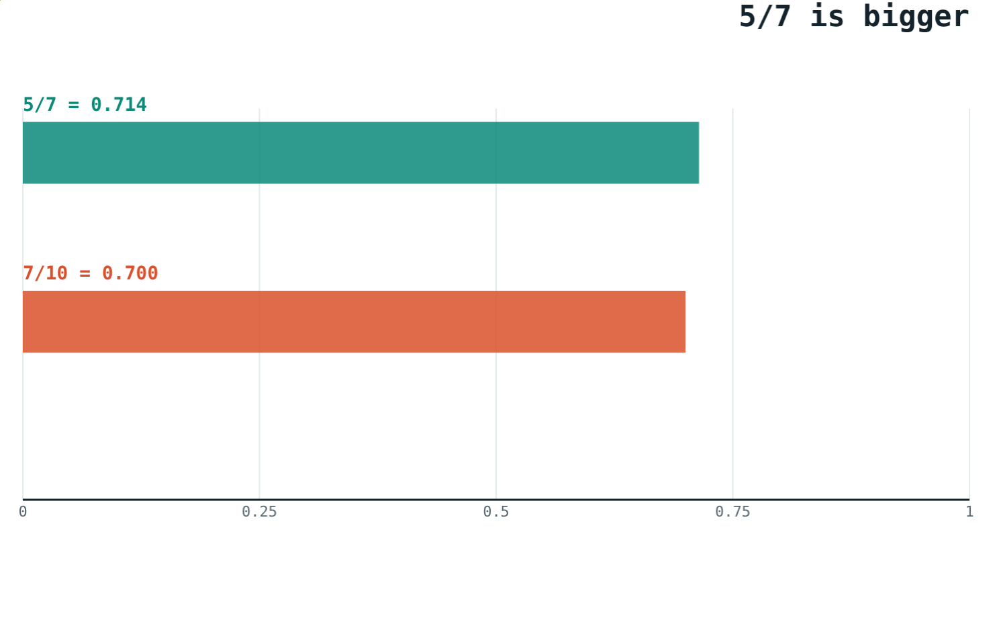 5/7 is bigger
5/7 = 0.714
7/10 = 0.700
0 0.25 0.5 0.75 1